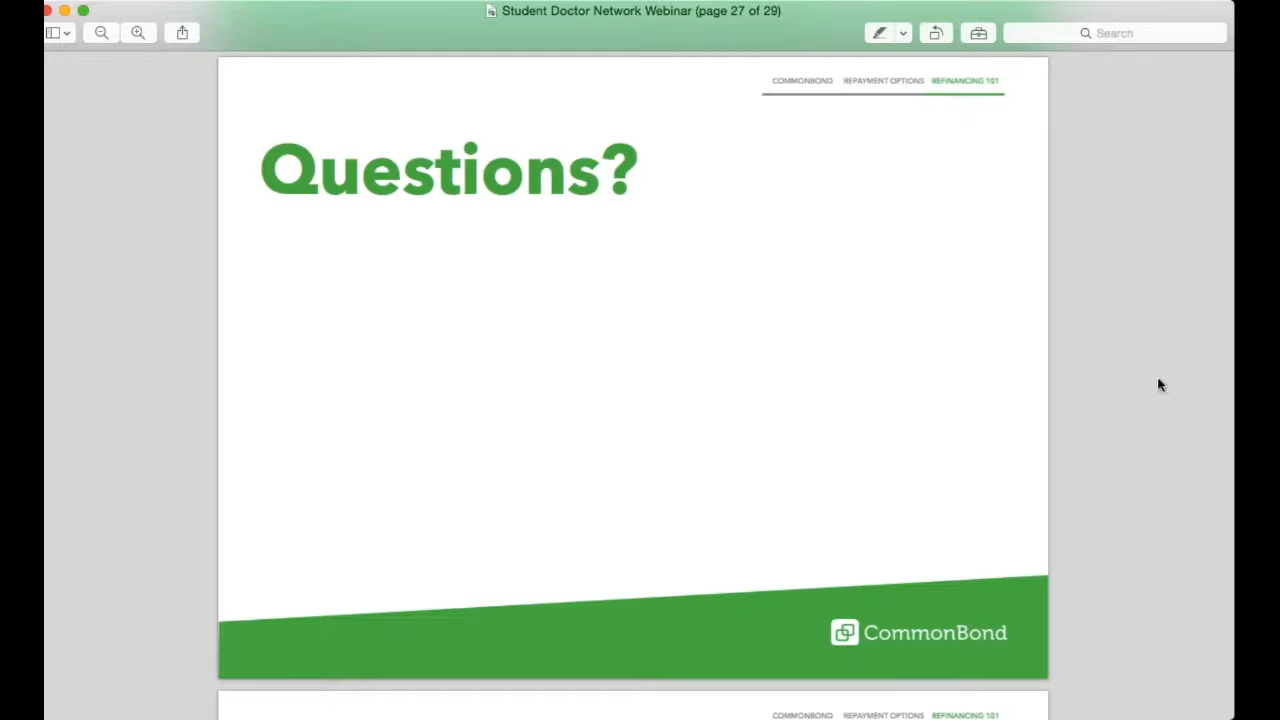 Student Doctor Network Webinar (page 27 of 29)
Search
COMMONBOND REPAYMENT OPTIONS REFINANCING 101
Questions?
CommonBond
COMMONBOND REPAYMENT OPTIONS REFINANCING 101